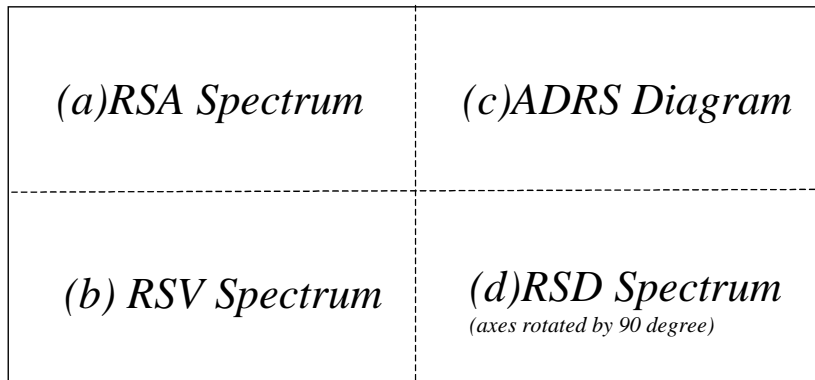 (a)RSA Spectrum
(c)ADRS Diagram
(b) RSV Spectrum
(d)RSD Spectrum
(axes rotated by 90 degree)